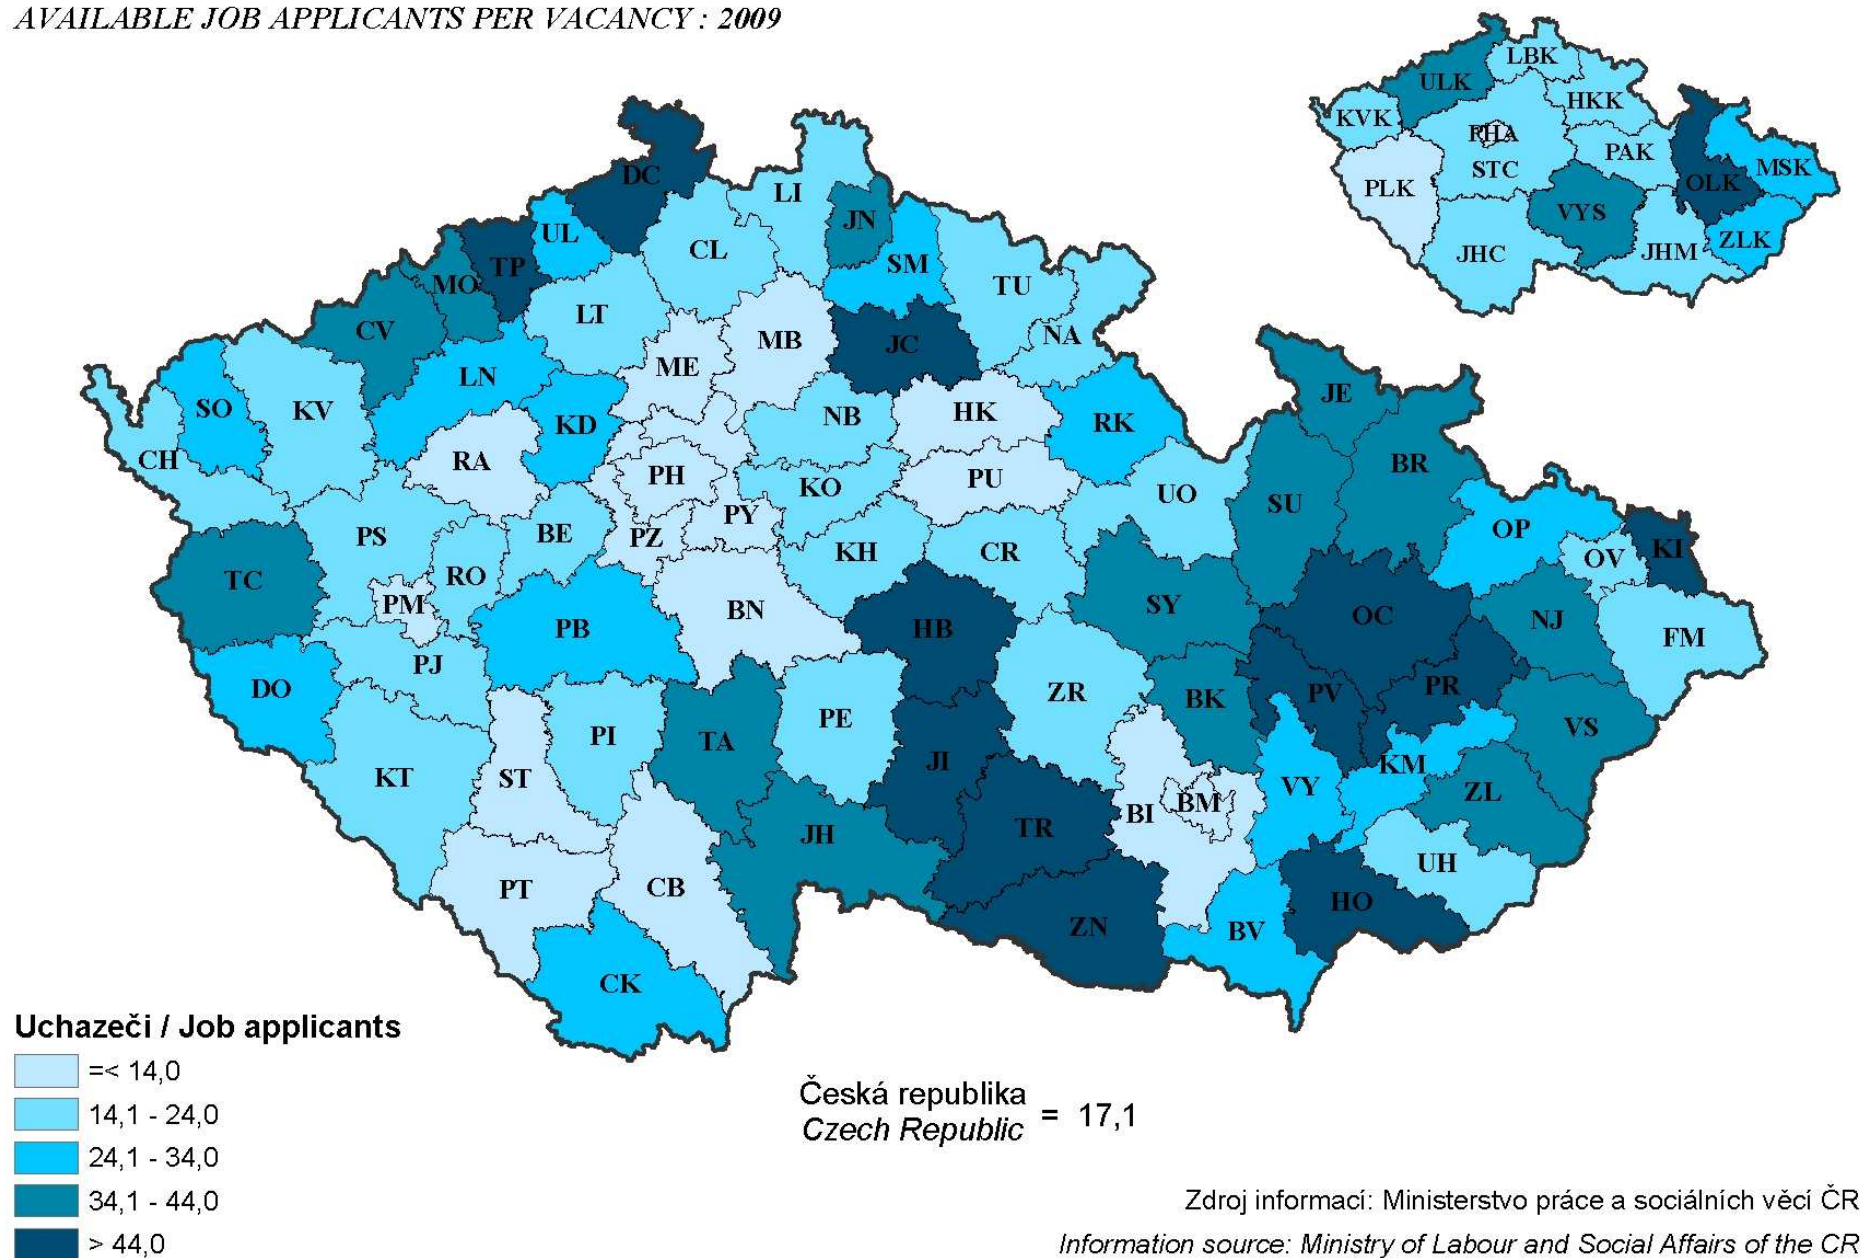 AVAILABLE JOB APPLICANTS PER VACANCY : 2009
LBK
ULK
HKK
KVK
PHA
PAK
STC
MSK
PLK
OLK
VYS
ZLK
JHC
JHM
DC
LI
JN
UL
CL
SM
TP
MO
TU
LT
CV
NA
MB
JC
ME
LN
JE
SO
KV
HK
NB
KD
RK
CH
RA
BR
PH
PU
KO
UO
SU
PY
OP
PS
BE
PZ
KH
CR
KI
OV
TC
RO
PM
BN
SY
OC
NJ
PB
HB
FM
PJ
DO
ZR
BK
PV
PR
PE
VS
PI
TA
JI
KT
ST
KM
VY
ZL
BI
BM
JH
TR
UH
PT
CB
HO
ZN
BV
CK
Uchazeči / Job applicants
=< 14,0
14,1 - 24,0
24,1 - 34,0
34,1 - 44,0
> 44,0
Česká republika
Czech Republic = 17,1
Zdroj informací: Ministerstvo práce a sociálních věcí ČR
Information source: Ministry of Labour and Social Affairs of the CR